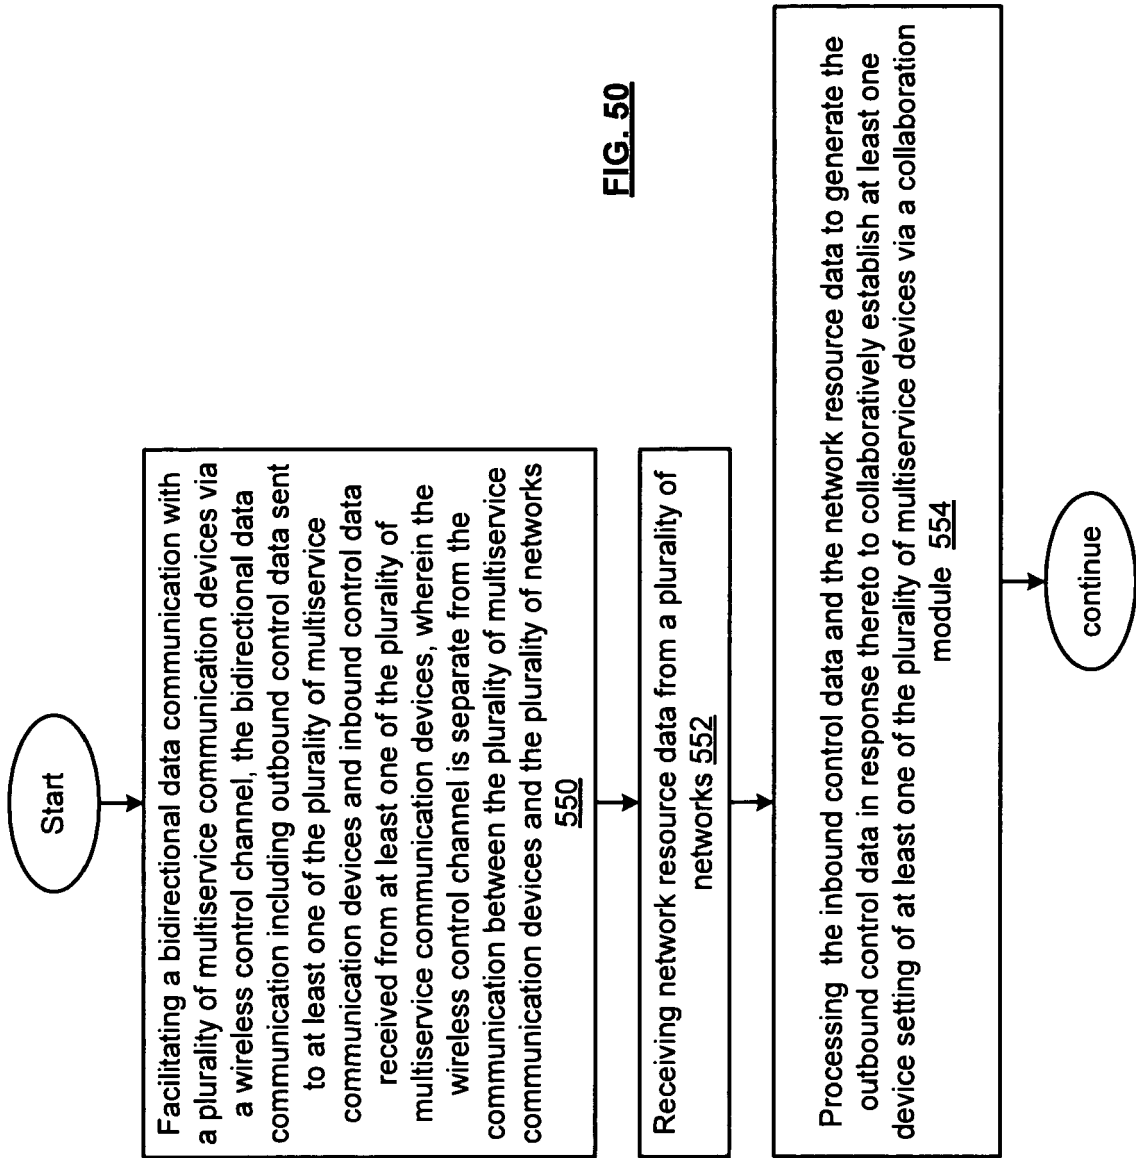 Start
Facilitating a bidirectional data communication with
a plurality of multiservice communication devices via
a wireless control channel, the bidirectional data
communication including outbound control data sent
to at least one of the plurality of multiservice
communication devices and inbound control data
received from at least one of the plurality of
multiservice communication devices, wherein the
wireless control channel is separate from the
communication between the plurality of multiservice
communication devices and the plurality of networks
550
Receiving network resource data from a plurality of
networks 552
Processing the inbound control data and the network resource data to generate the
outbound control data in response thereto to collaboratively establish at least one
device setting of at least one of the plurality of multiservice devices via a collaboration
module 554
continue
FIG. 50